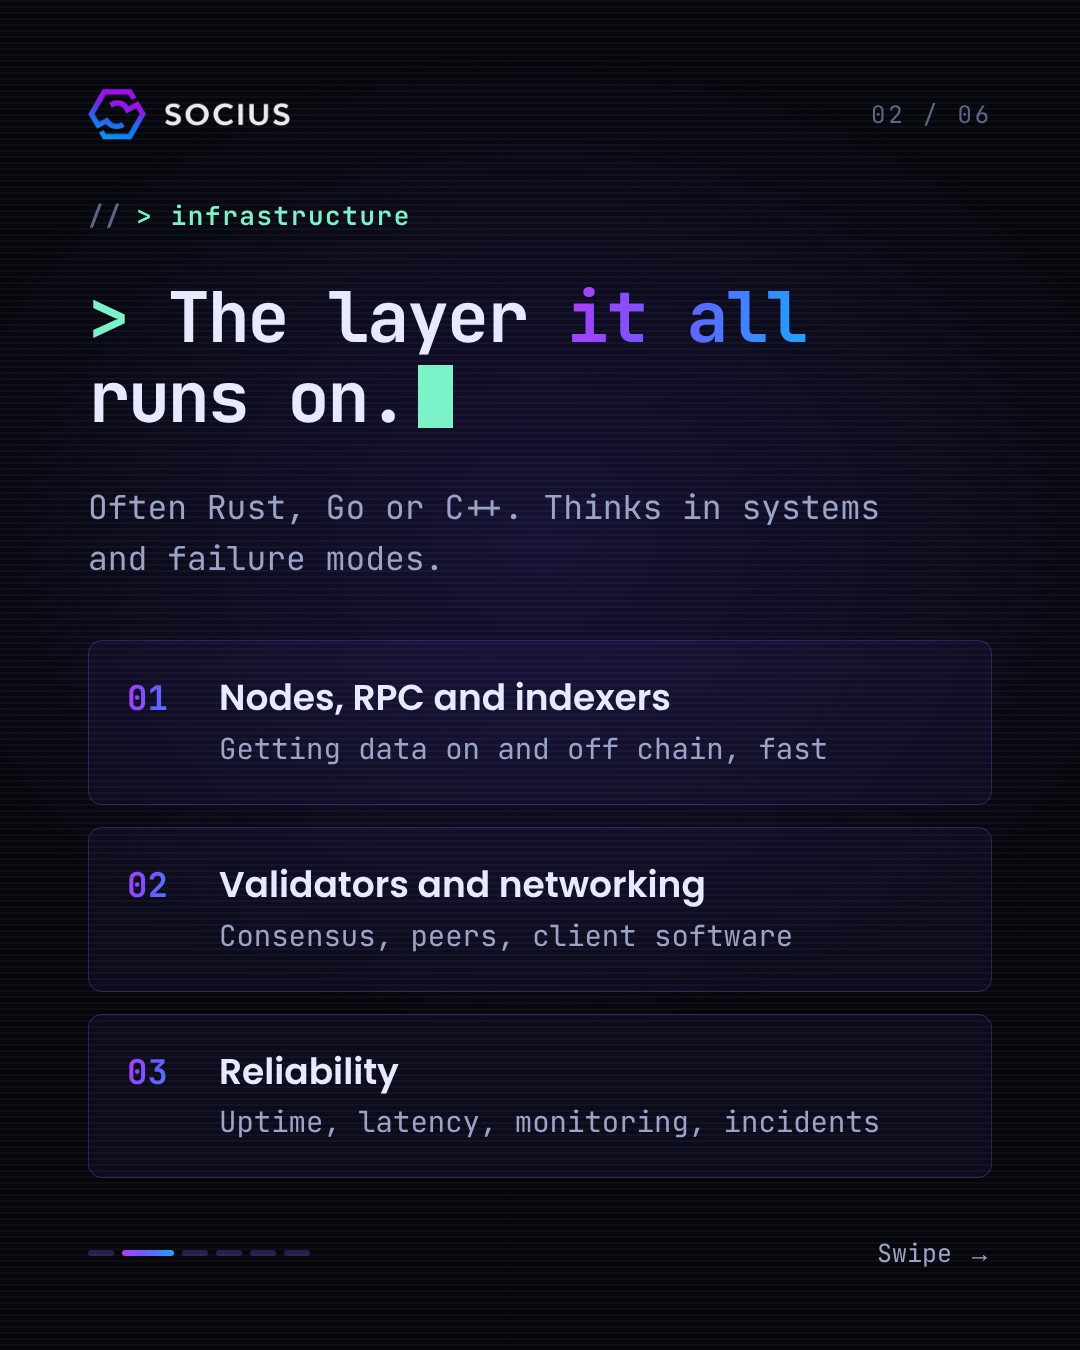 SOCIUS
02 / 06
// > infrastructure
> The layer it all
runs on.
Often Rust, Go or C++. Thinks in systems
and failure modes.
01 Nodes, RPC and indexers
Getting data on and off chain, fast
02 Validators and networking
Consensus, peers, client software
03 Reliability
Uptime, latency, monitoring, incidents
Swipe →